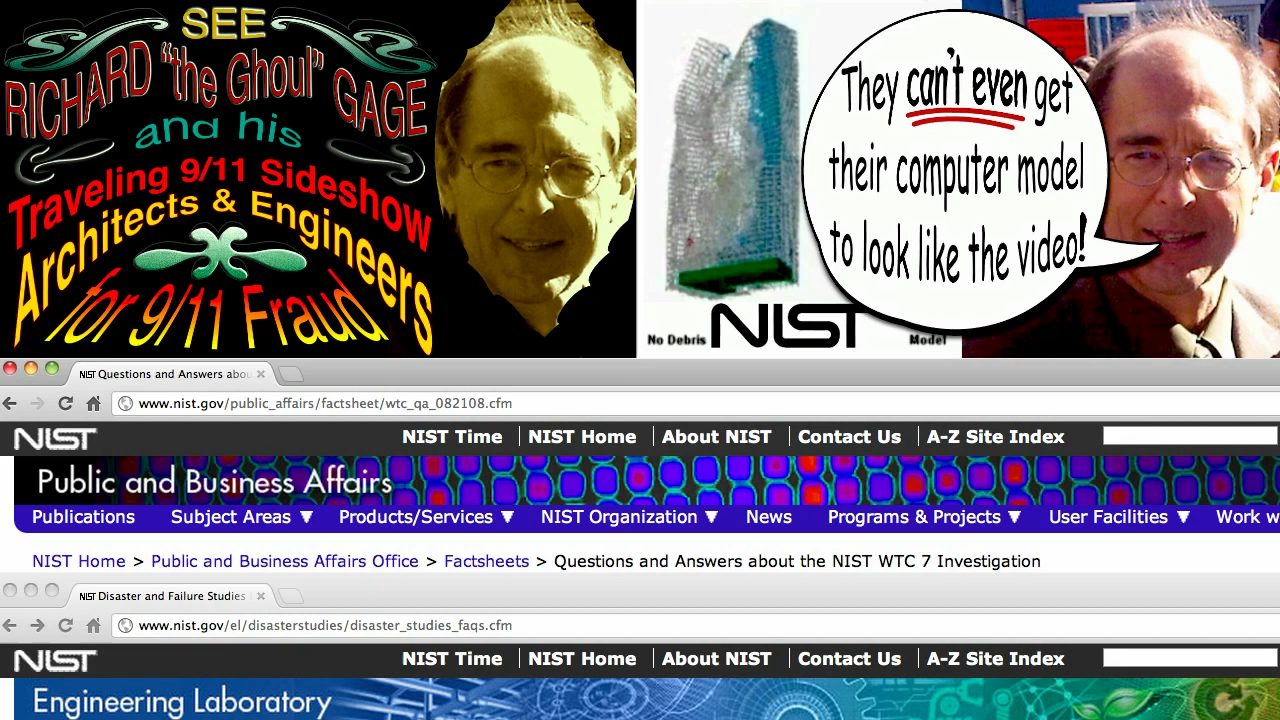 SEE
RICHARD “the Ghoul” GAGE
and his
Traveling 9/11 Sideshow
Architects & Engineers
for 9/11 Fraud
They can't even get
their computer model
to look like the video!
No Debris NIST Model
NIST Questions and Answers abou
www.nist.gov/public_affairs/factsheet/wtc_qa_082108.cfm
NIST NIST Time NIST Home About NIST Contact Us A-Z Site Index
Public and Business Affairs
Publications Subject Areas ▼ Products/Services ▼ NIST Organization ▼ News Programs & Projects ▼ User Facilities ▼ Work w
NIST Home > Public and Business Affairs Office > Factsheets > Questions and Answers about the NIST WTC 7 Investigation
NIST Disaster and Failure Studies
www.nist.gov/el/disasterstudies/disaster_studies_faqs.cfm
NIST NIST Time NIST Home About NIST Contact Us A-Z Site Index
Engineering Laboratory